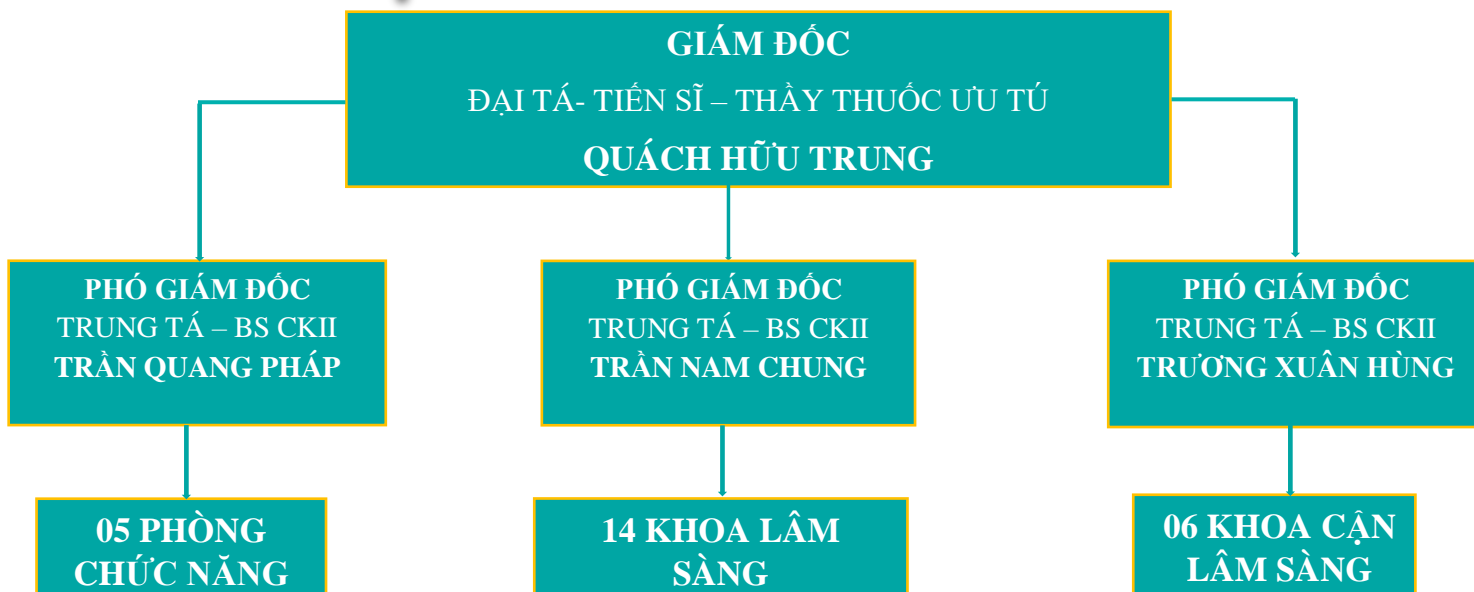 GIÁM ĐỐC
ĐẠI TÁ- TIẾN SĨ – THẦY THUỐC ƯU TÚ
QUÁCH HỮU TRUNG
PHÓ GIÁM ĐỐC
TRUNG TÁ – BS CKII
TRẦN QUANG PHÁP
PHÓ GIÁM ĐỐC
TRUNG TÁ – BS CKII
TRẦN NAM CHUNG
PHÓ GIÁM ĐỐC
TRUNG TÁ – BS CKII
TRƯƠNG XUÂN HÙNG
05 PHÒNG
CHỨC NĂNG
14 KHOA LÂM
SÀNG
06 KHOA CẬN
LÂM SÀNG